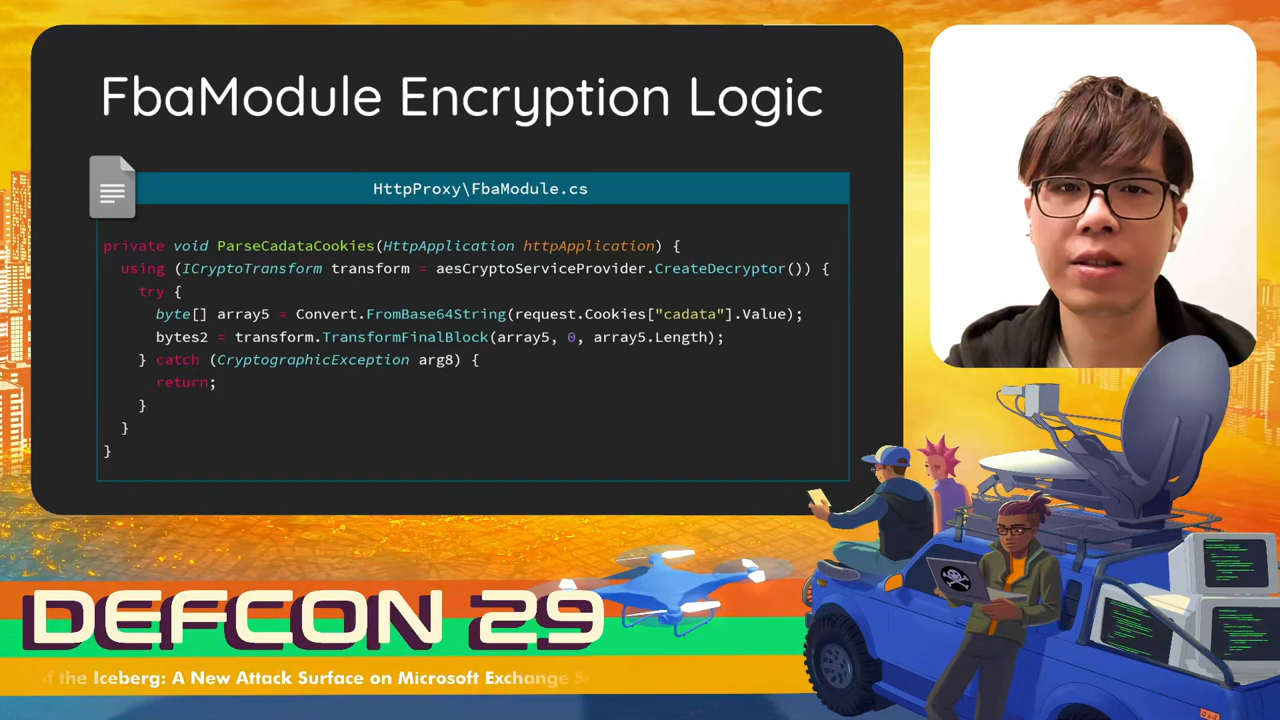 FbaModule Encryption Logic
HttpProxy\FbaModule.cs
private void ParseCadataCookies(HttpApplication httpApplication) {
using (ICryptoTransform transform = aesCryptoServiceProvider.CreateDecryptor()) {
try {
byte[] array5 = Convert.FromBase64String(request.Cookies["cadata"].Value);
bytes2 = transform.TransformFinalBlock(array5, 0, array5.Length);
} catch (CryptographicException arg8) {
return;
}
}
}
DEFCON 29
of the Iceberg: A New Attack Surface on Microsoft Exchange S